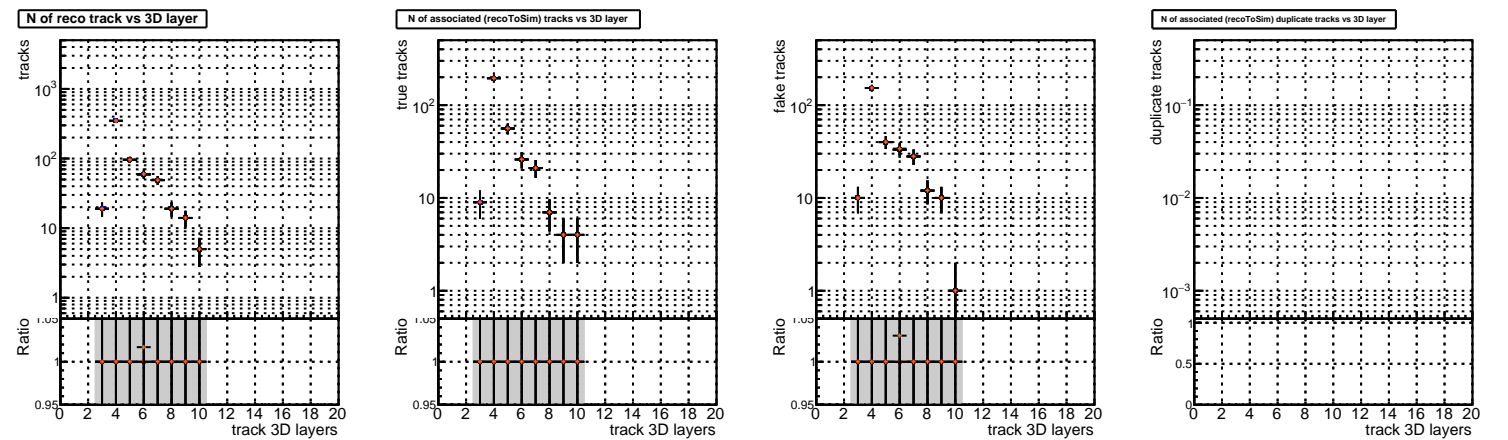 N of reco track vs 3D layer
tracks
10³
10²
10
1
Ratio
1.05
1
0.95
0 2 4 6 8 10 12 14 16 18 20
track 3D layers
N of associated (recoToSim) tracks vs 3D layer
true tracks
10²
10
1
Ratio
1.05
1
0.95
0 2 4 6 8 10 12 14 16 18 20
track 3D layers
fake tracks
10²
10
1
Ratio
1.05
1
0.95
0 2 4 6 8 10 12 14 16 18 20
track 3D layers
N of associated (recoToSim) duplicate tracks vs 3D layer
duplicate tracks
10⁻¹
10⁻²
10⁻³
Ratio
1
0.5
0
0 2 4 6 8 10 12 14 16 18 20
track 3D layers